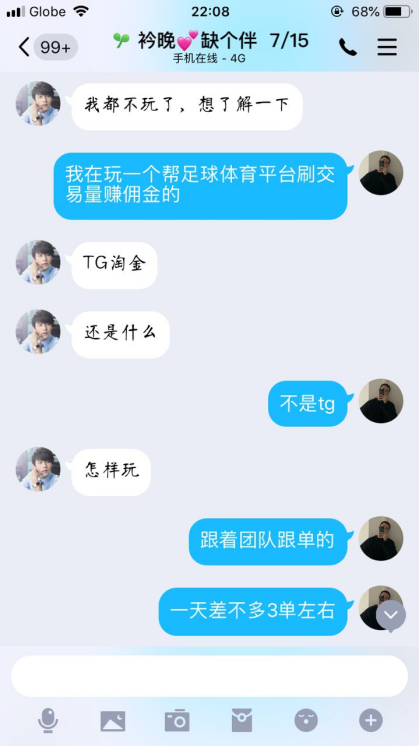 Globe 22:08 68%
99+ 衿晚💕缺个伴 7/15
手机在线 - 4G
我都不玩了，想了解一下
我在玩一个帮足球体育平台刷交
易量赚佣金的
TG淘金
还是什么
不是tg
怎样玩
跟着团队跟单的
一天差不多3单左右